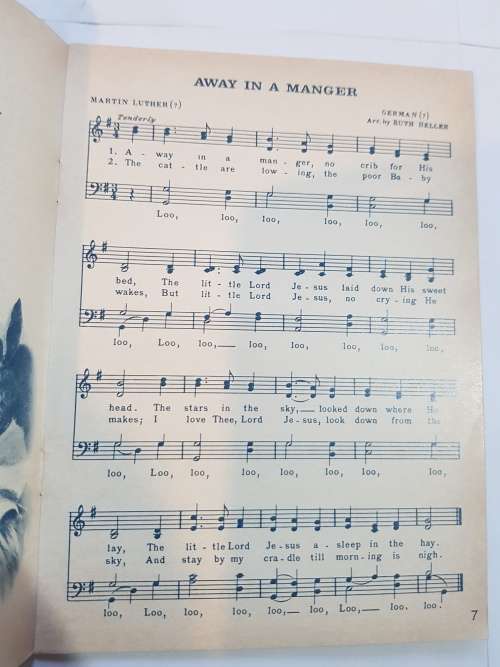 AWAY IN A MANGER
MARTIN LUTHER (?)
GERMAN (?)
Arr. by RUTH HELLER
Tenderly
1. A - way in a man - ger, no crib for His
2. The cat - tle are low - ing, the poor Ba - by
Loo, loo, loo, loo, loo, loo,
bed, The lit - tle Lord Je - sus laid down His sweet
wakes, But lit - tle Lord Je - sus, no cry - ing He
loo, Loo, loo, loo, loo, loo, loo, loo,
head. The stars in the sky, looked down where He
makes; I love Thee, Lord Je - sus, look down from the
loo, Loo, loo, loo, loo, loo, loo, loo,
lay, The lit - tle Lord Je - sus a - sleep in the hay.
sky, And stay by my cra - dle till morn - ing is nigh.
loo, Loo, loo, loo, loo, loo, Loo, loo. loo.
7